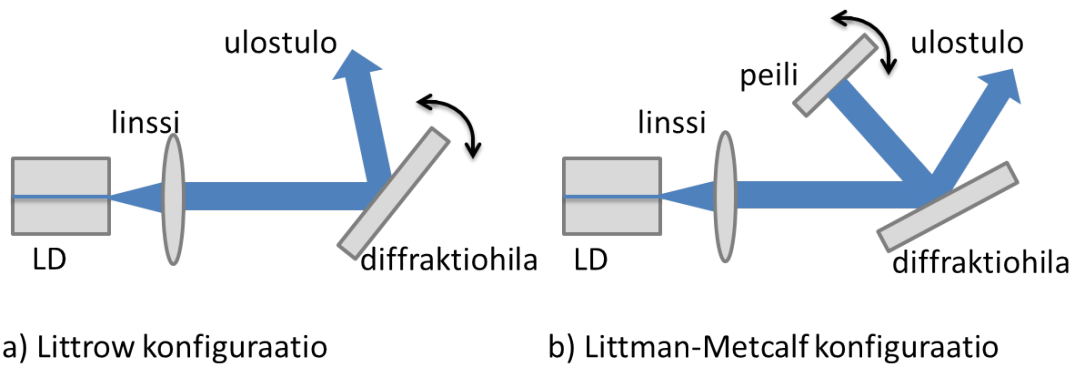 ulostulo
linssi
LD
diffraktiohila
a) Littrow konfiguraatio
ulostulo
peili
linssi
LD
diffraktiohila
b) Littman-Metcalf konfiguraatio